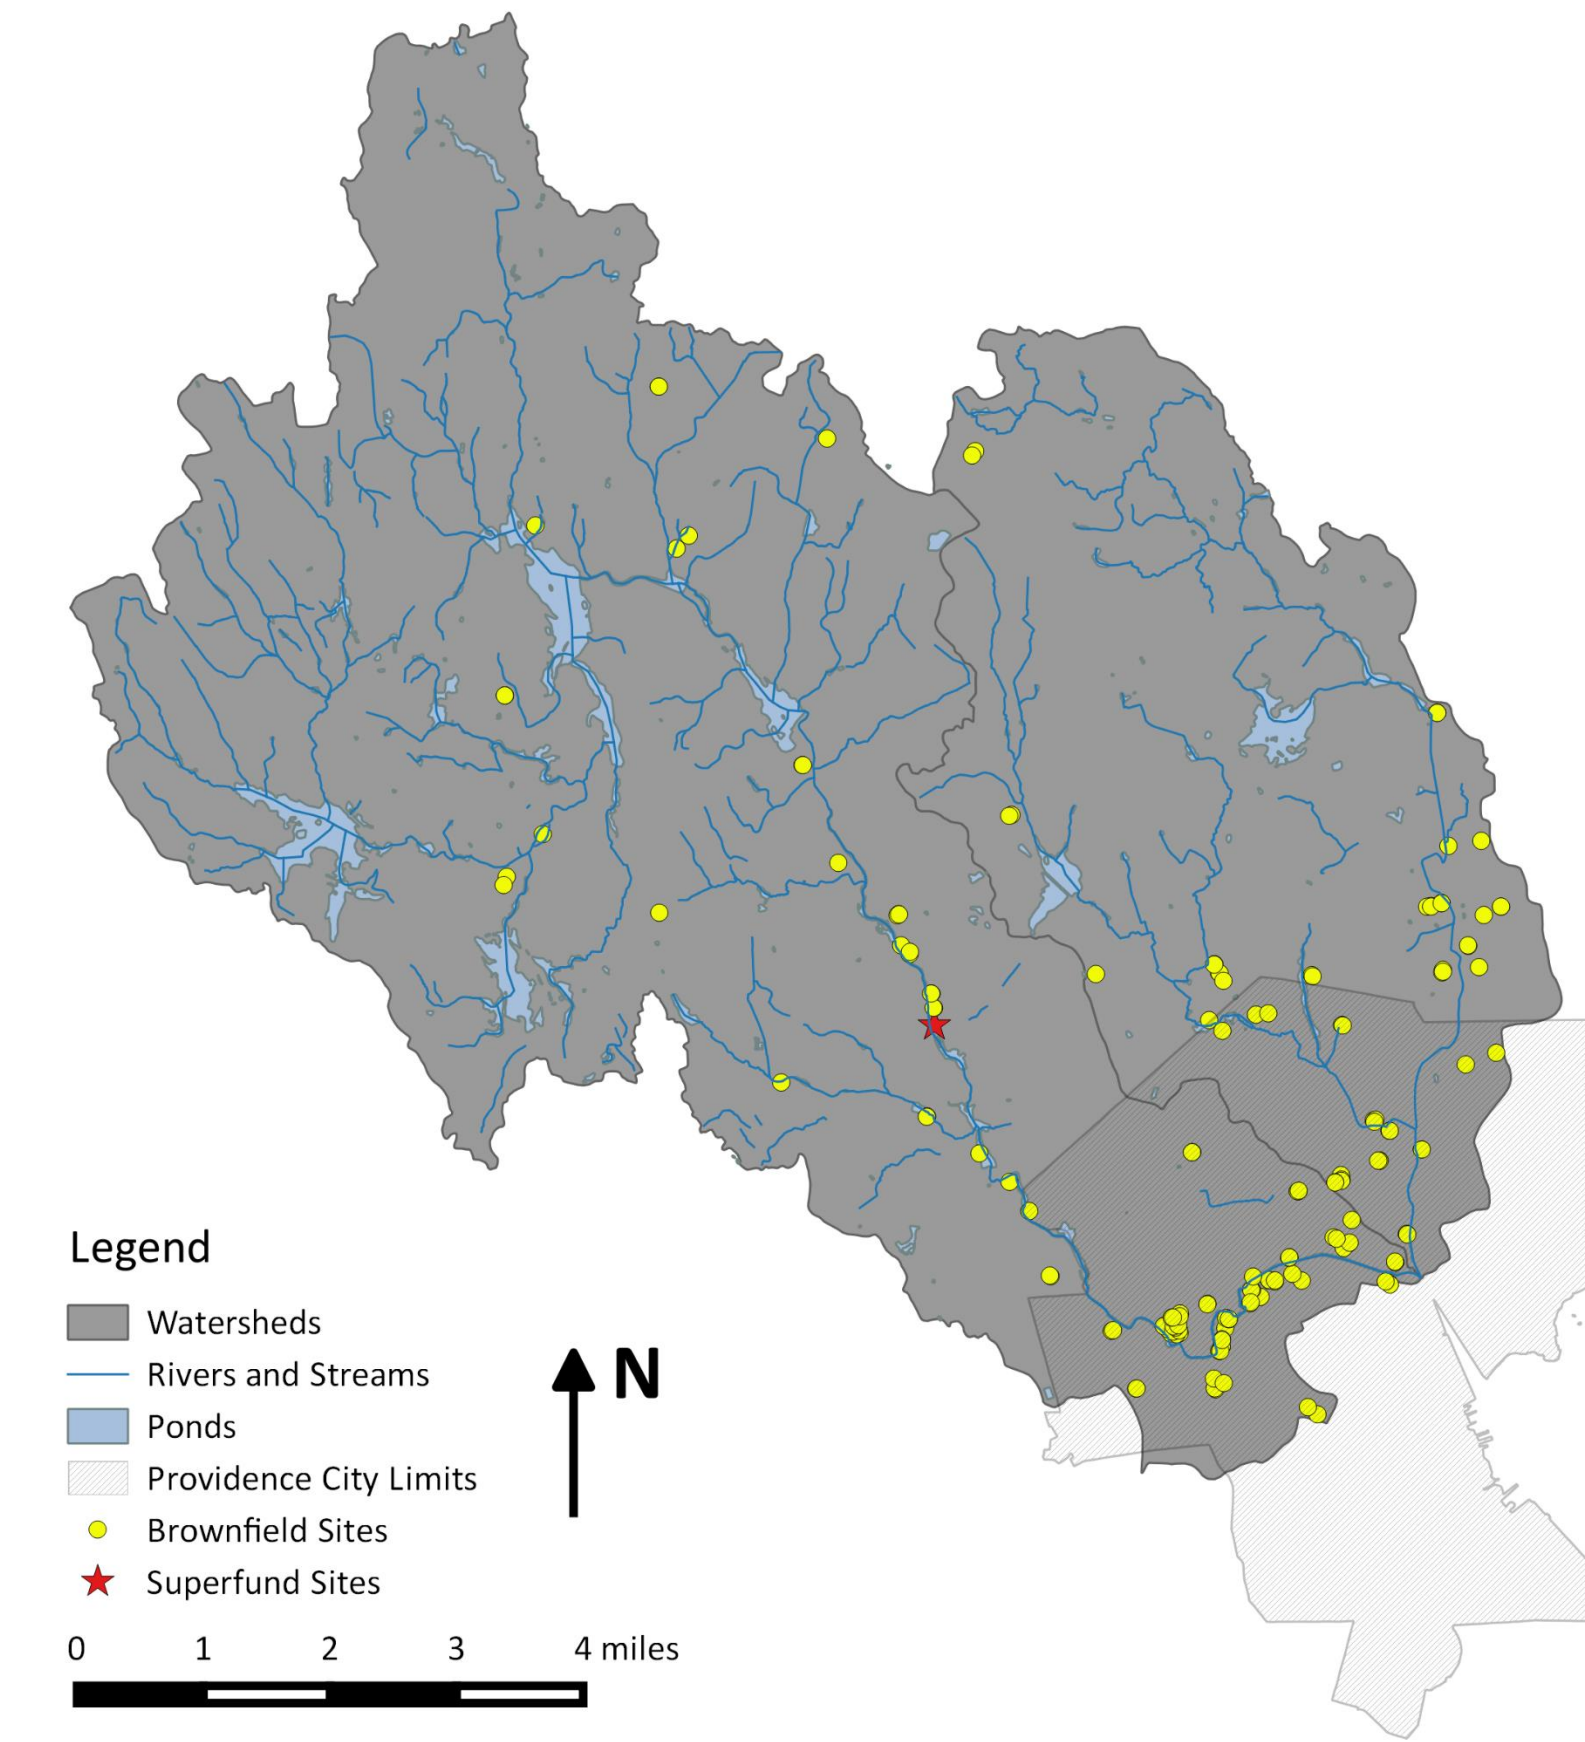 Legend
Watersheds
Rivers and Streams
Ponds
Providence City Limits
Brownfield Sites
Superfund Sites
N
0 1 2 3 4 miles